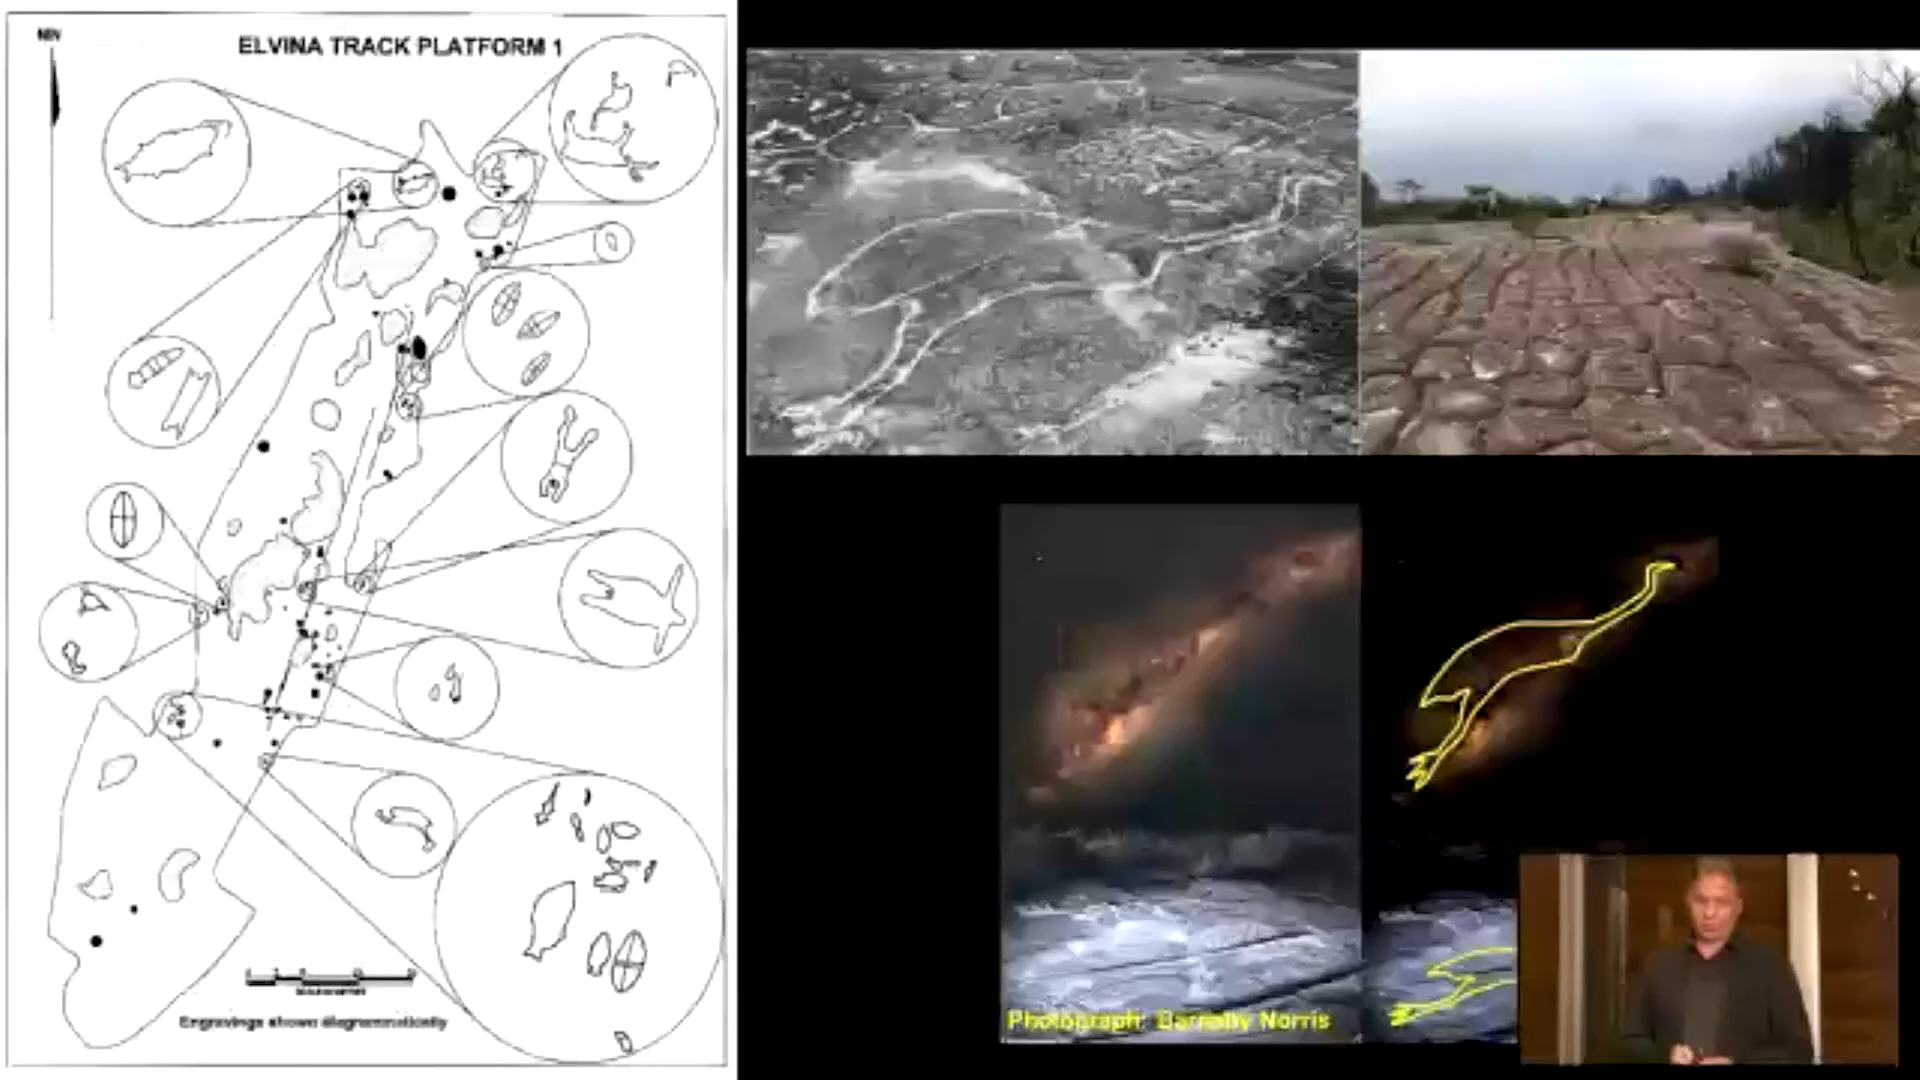 ELVINA TRACK PLATFORM 1
Engravings shown diagrammatically
Photograph: Barnaby Norris